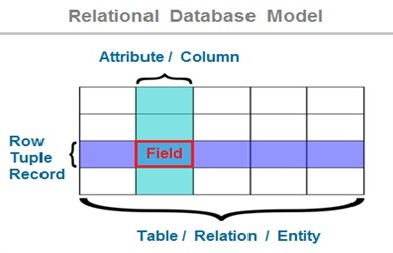 Relational Database Model
Attribute / Column
Row
Tuple
Record
Field
Table / Relation / Entity